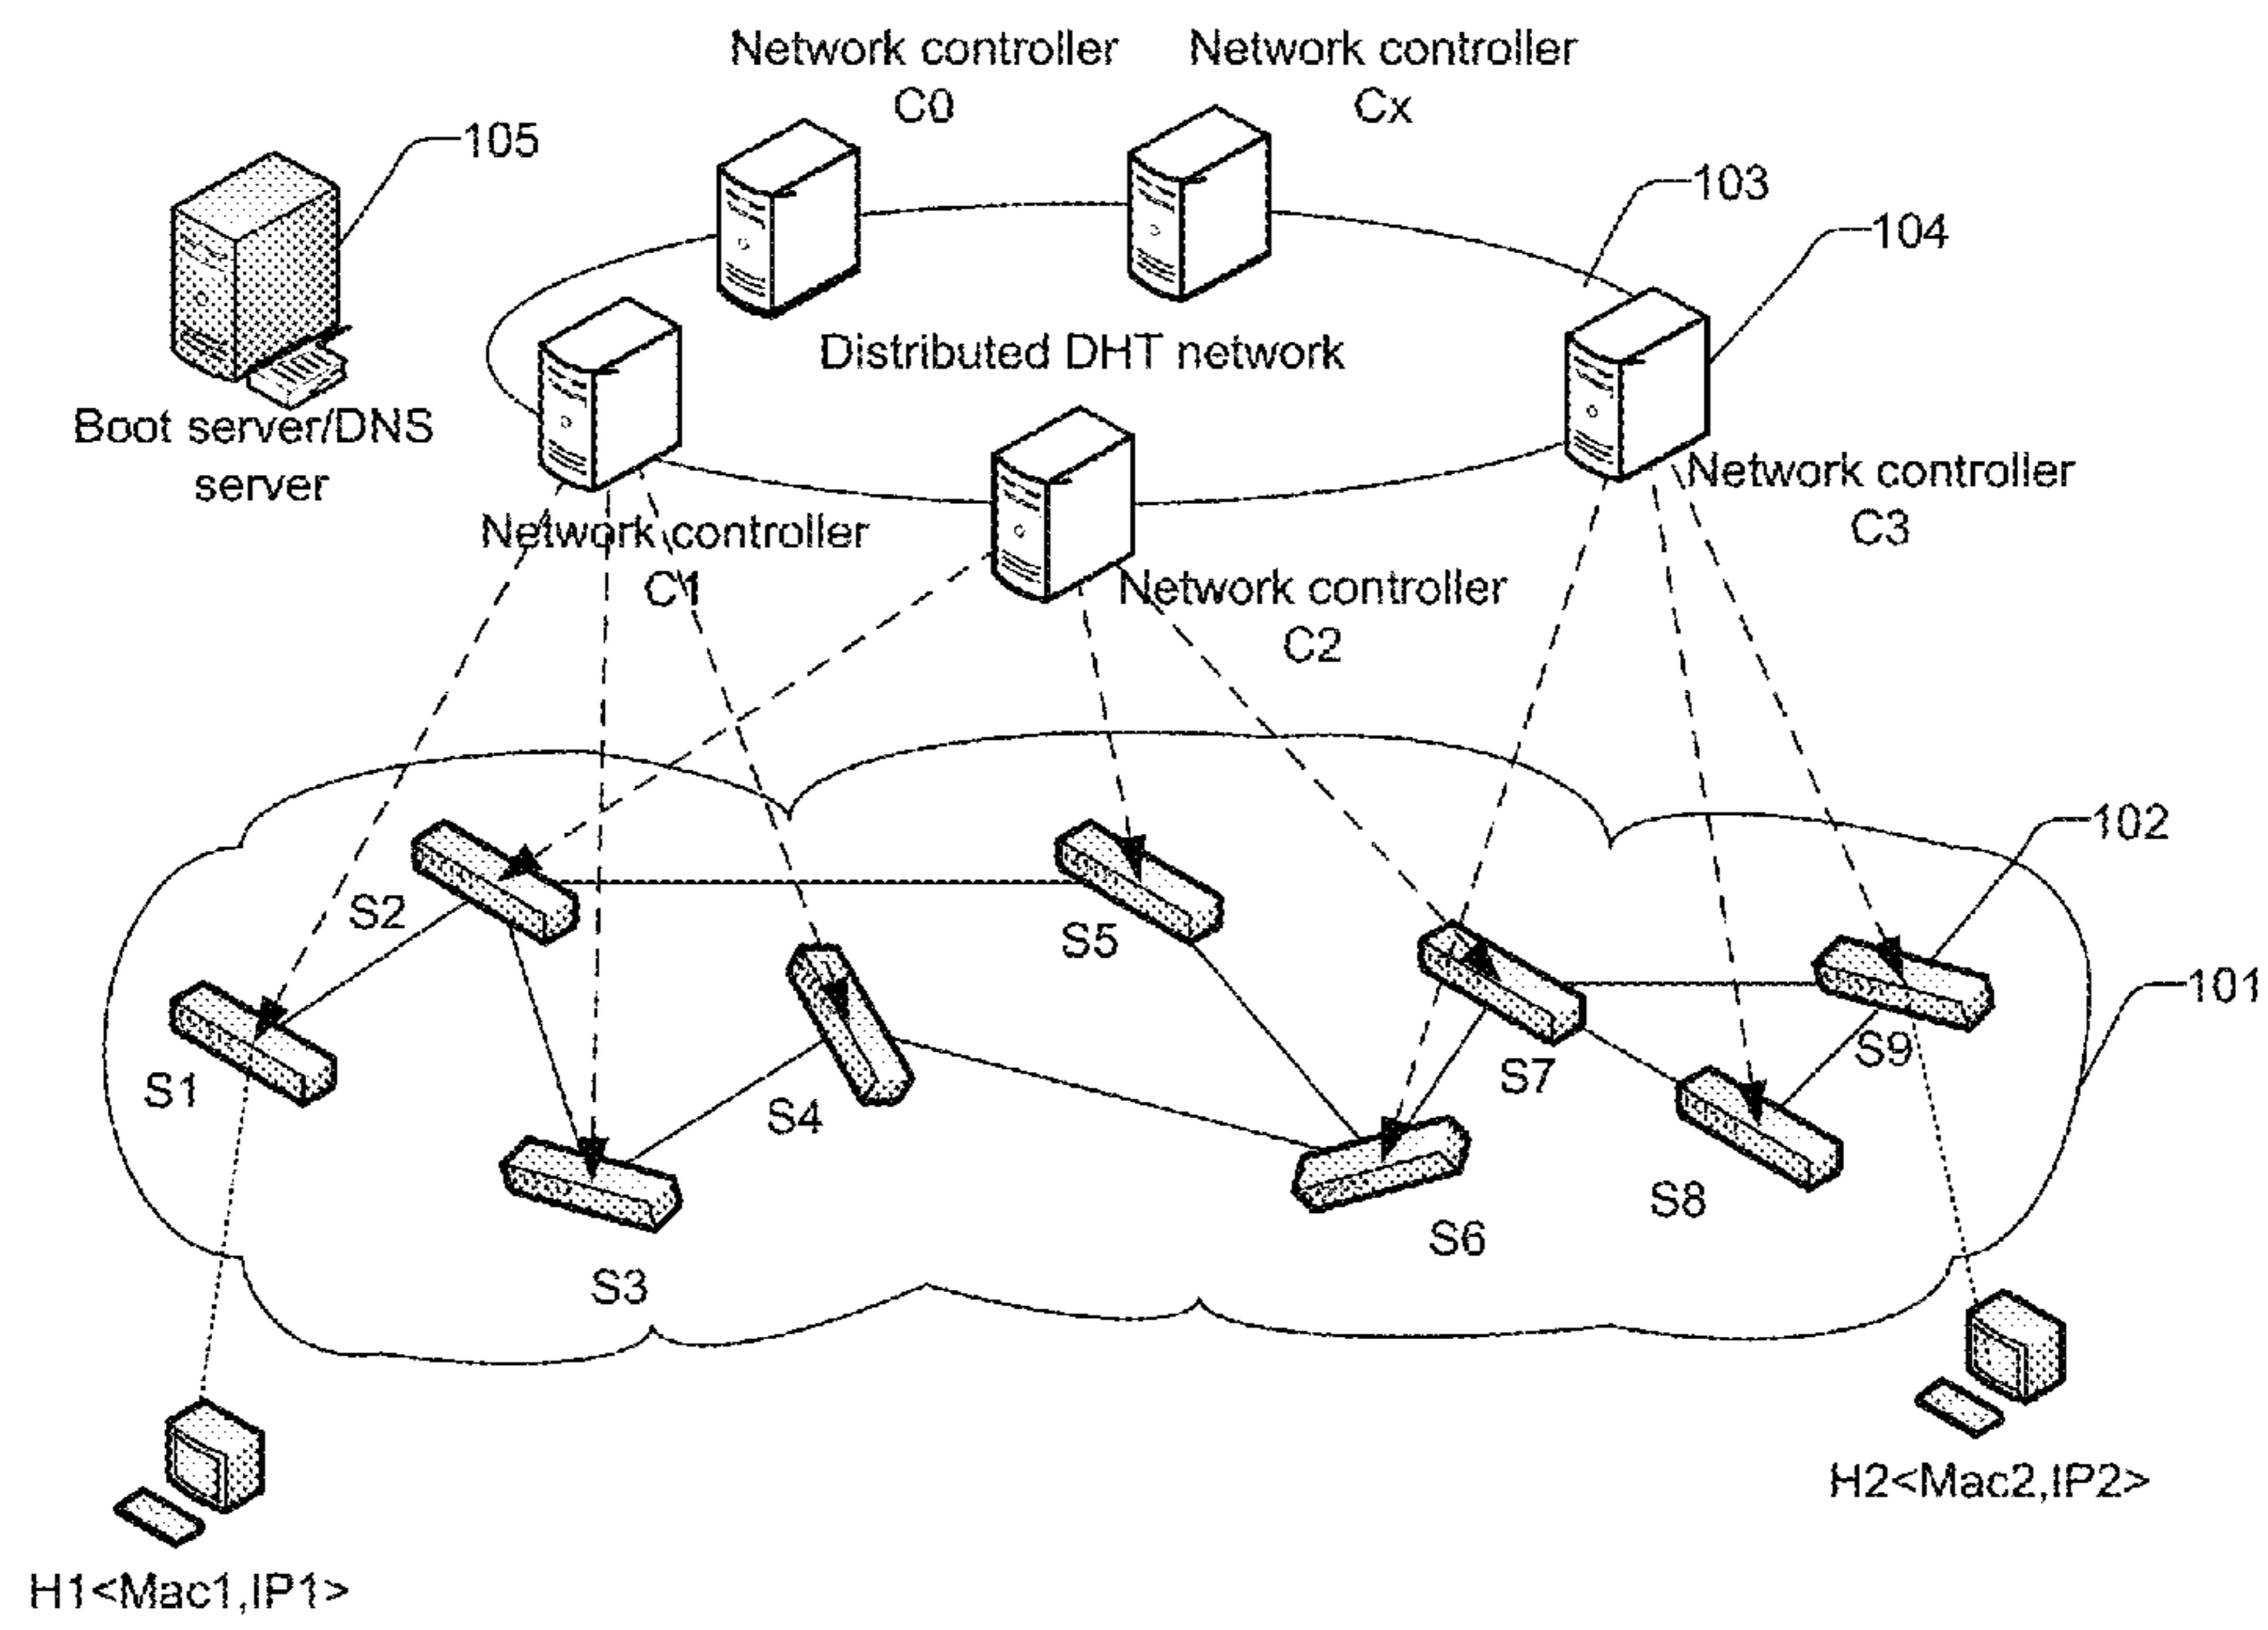 Network controller
C0
Network controller
Cx
105
103
104
Distributed DHT network
Boot server/DNS
server
Network controller
C1
Network controller
C2
Network controller
C3
102
101
S2
S5
S1
S4
S7
S9
S3
S6
S8
H1<Mac1,IP1>
H2<Mac2,IP2>